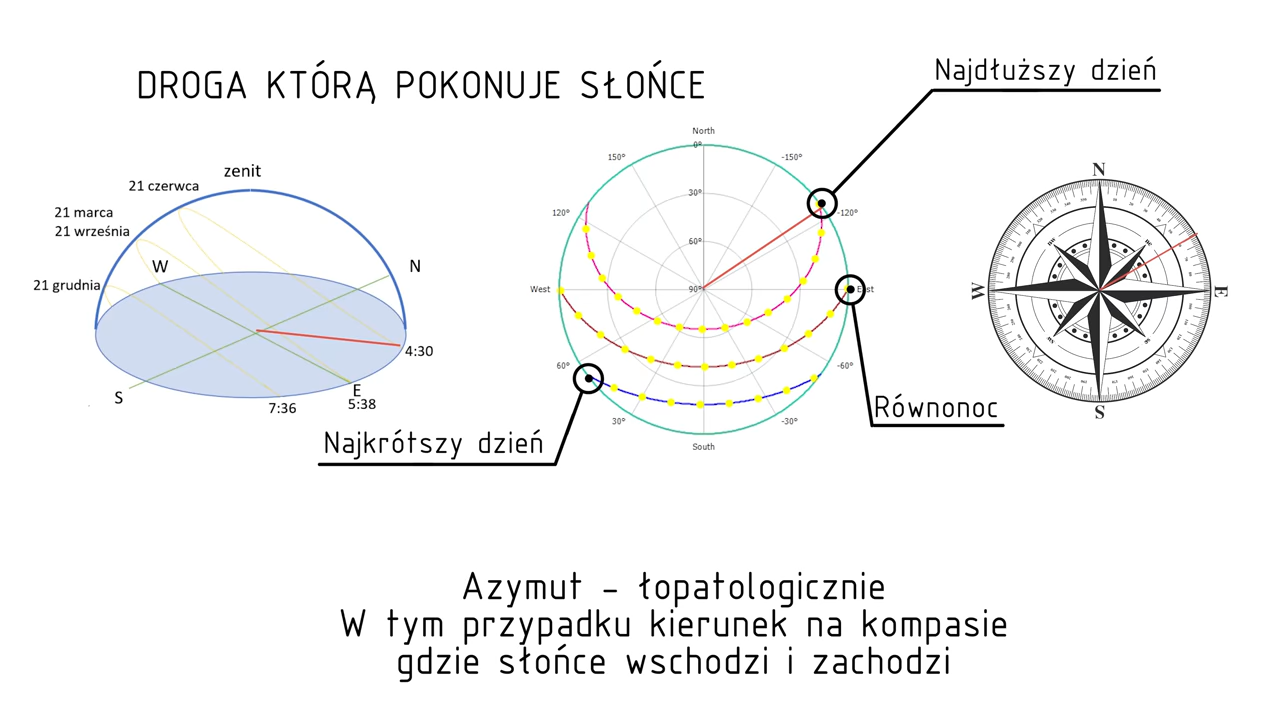 DROGA KTÓRĄ POKONUJE SŁOŃCE
Najdłuższy dzień
zenit
21 czerwca
21 marca
21 września
21 grudnia
W
N
S
E
4:30
5:38
7:36
North
0°
150°
-150°
30°
120°
-120°
60°
West
90°
East
60°
-60°
30°
-30°
South
Najkrótszy dzień
Równonoc
N
W
E
S
Azymut - łopatologicznie
W tym przypadku kierunek na kompasie
gdzie słońce wschodzi i zachodzi